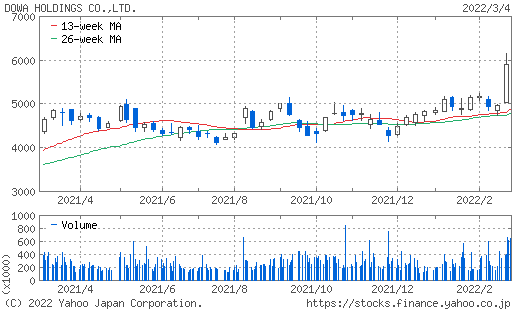 DOWA HOLDINGS CO.,LTD. 2022/3/4
7000
13-week MA
26-week MA
6000
5000
4000
3000
2021/4 2021/6 2021/8 2021/10 2021/12 2022/2
1000
Volume
800
600
400
200
0
(x1000)
2021/4 2021/6 2021/8 2021/10 2021/12 2022/2
(C) 2022 Yahoo Japan Corporation. https://stocks.finance.yahoo.co.jp/